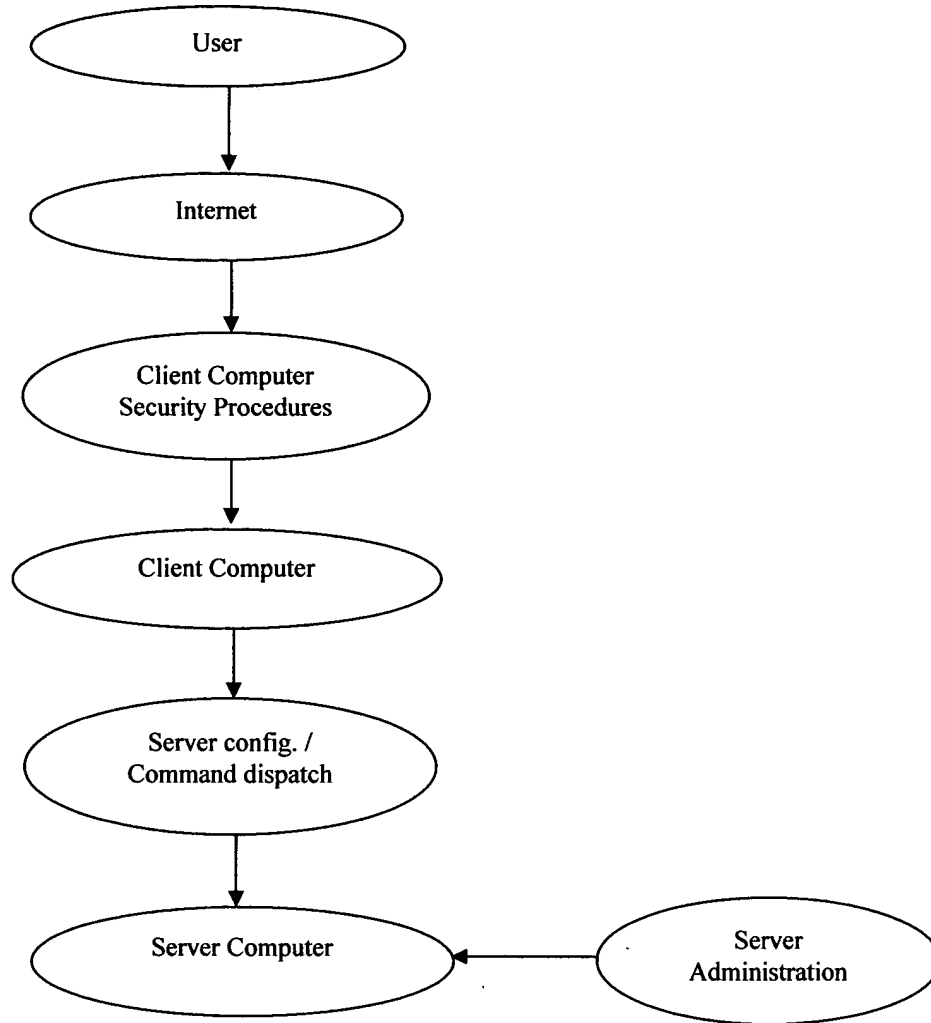 User
Internet
Client Computer
Security Procedures
Client Computer
Server config. /
Command dispatch
Server Computer
Server
Administration